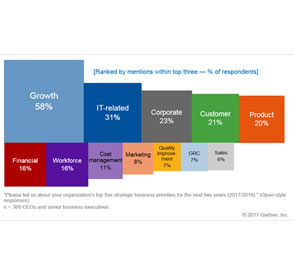 [Ranked by mentions within top three — % of respondents]
Growth
58%
IT-related
31%
Corporate
23%
Customer
21%
Product
20%
Financial
16%
Workforce
16%
Cost
management
11%
Marketing
8%
Quality
improve-
ment
7%
GRC
7%
Sales
6%
"Please tell us about your organization's top five strategic business priorities for the next two years (2017/2018)." (Open-style
responses)
n = 388 CEOs and senior business executives
© 2017 Gartner, Inc.